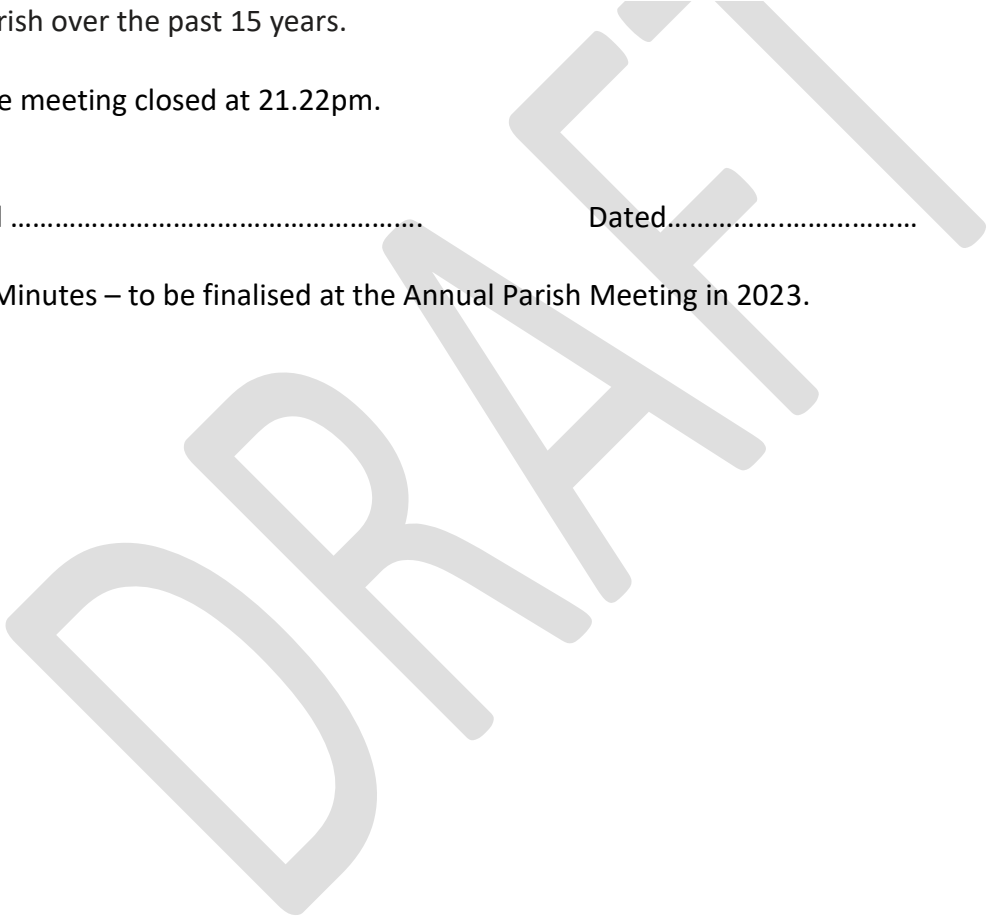 rish over the past 15 years.
e meeting closed at 21.22pm.
l ………….……………………………………. Dated…………….………………
Minutes – to be finalised at the Annual Parish Meeting in 2023.
DRAFT